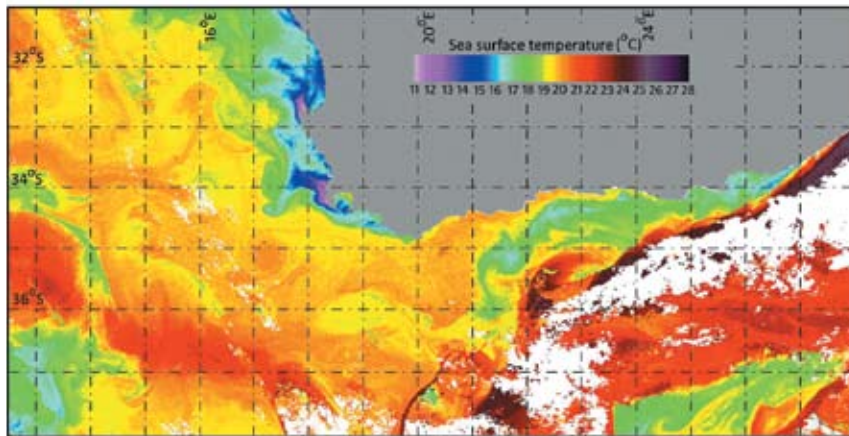 16°E
20°E
24°E
Sea surface temperature (°C)
11 12 13 14 15 16 17 18 19 20 21 22 23 24 25 26 27 28
32°S
34°S
36°S